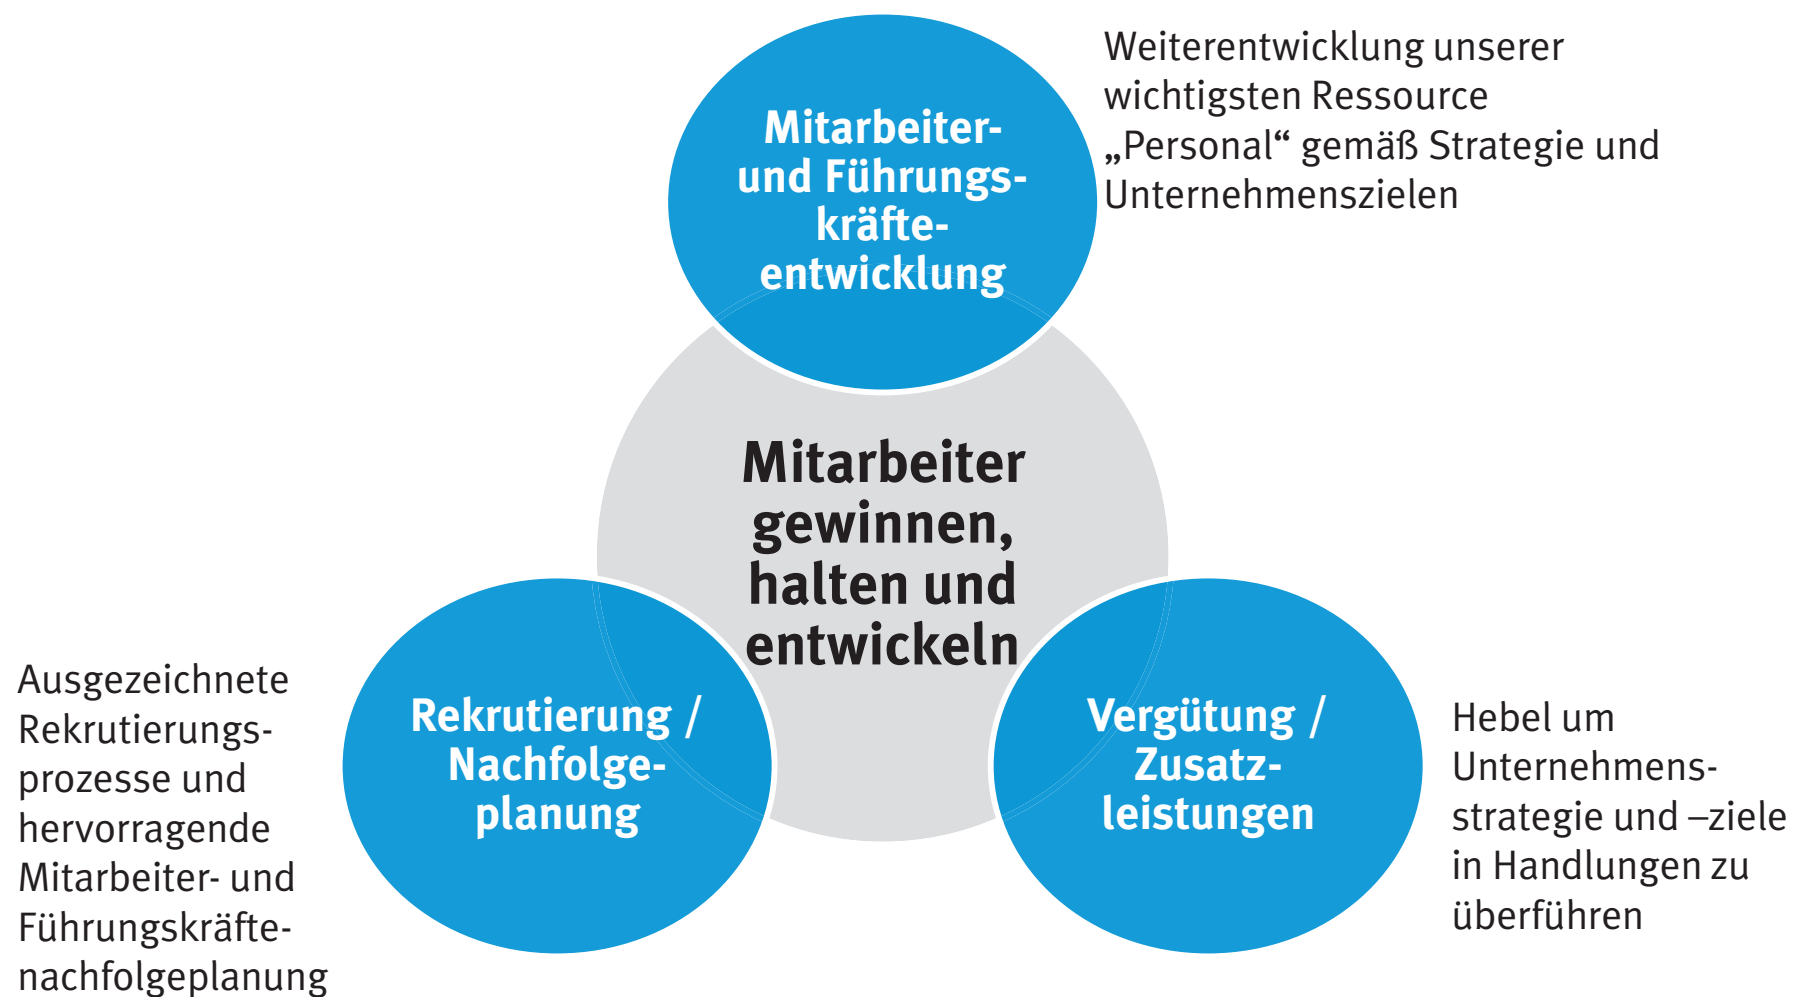 Mitarbeiter-
und Führungs-
kräfte-
entwicklung
Weiterentwicklung unserer
wichtigsten Ressource
„Personal“ gemäß Strategie und
Unternehmenszielen
Mitarbeiter
gewinnen,
halten und
entwickeln
Ausgezeichnete
Rekrutierungs-
prozesse und
hervorragende
Mitarbeiter- und
Führungskräfte-
nachfolgeplanung
Rekrutierung /
Nachfolge-
planung
Vergütung /
Zusatz-
leistungen
Hebel um
Unternehmens-
strategie und –ziele
in Handlungen zu
überführen